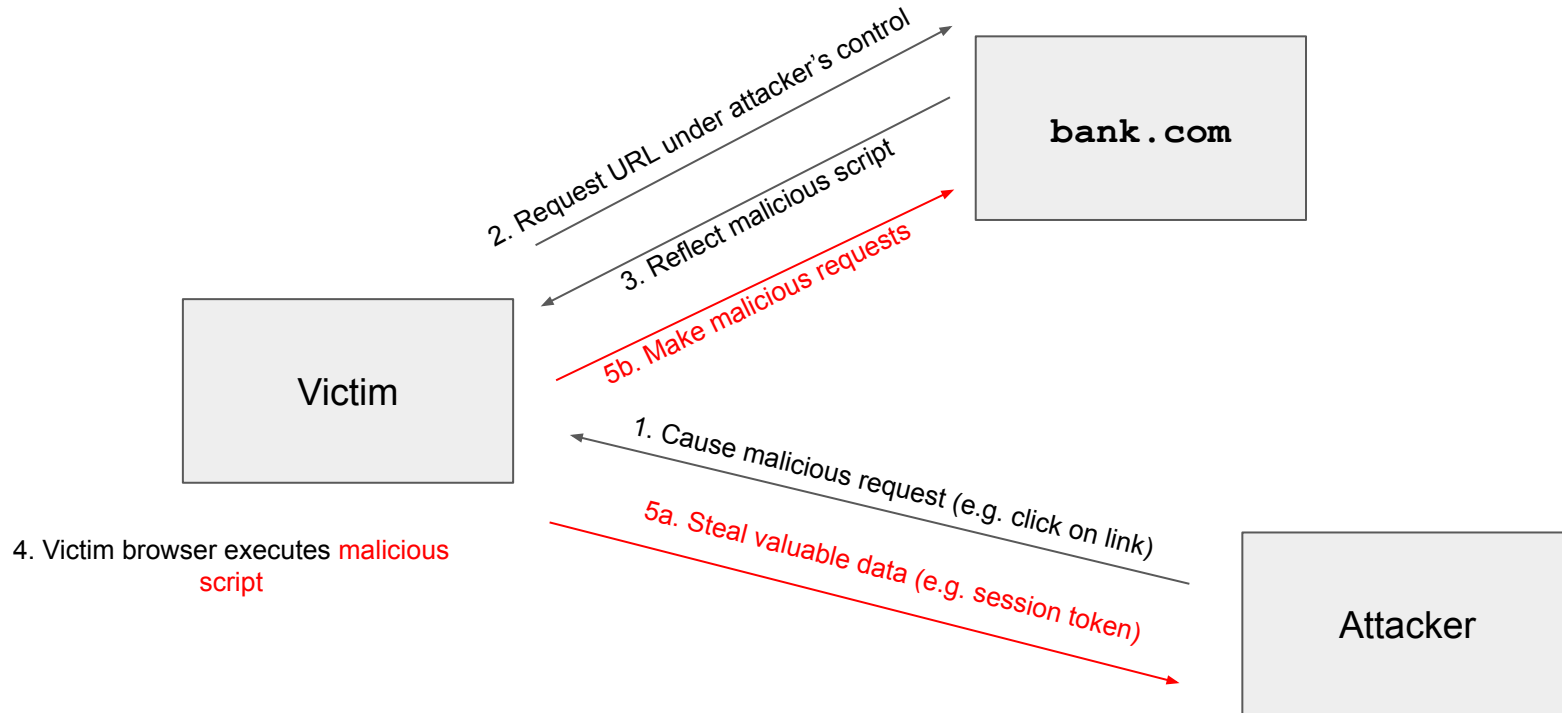 2. Request URL under attacker's control
bank.com
3. Reflect malicious script
5b. Make malicious requests
Victim
1. Cause malicious request (e.g. click on link)
5a. Steal valuable data (e.g. session token)
4. Victim browser executes malicious
script
Attacker